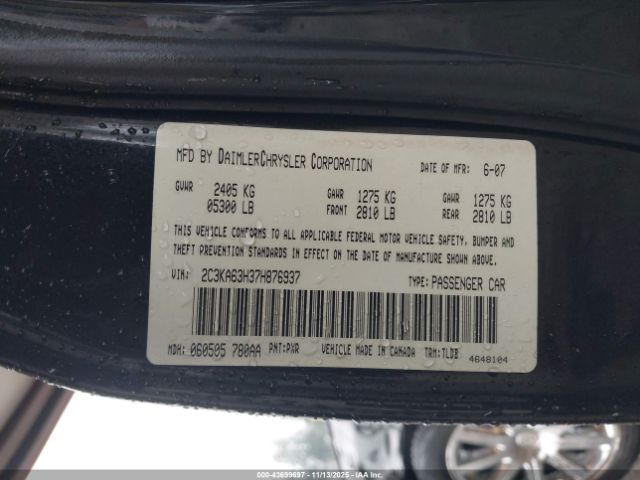 MFD BY DAIMLERCHRYSLER CORPORATION DATE OF MFR: 6-07
GVWR 2405 KG GAWR 1275 KG GAWR 1275 KG
05300 LB FRONT 2810 LB REAR 2810 LB
THIS VEHICLE CONFORMS TO ALL APPLICABLE FEDERAL MOTOR VEHICLE SAFETY, BUMPER AND
THEFT PREVENTION STANDARDS IN EFFECT ON THE DATE OF MANUFACTURE SHOWN ABOVE.
VIN: 2C3KA63H37H876937 TYPE: PASSENGER CAR
MDH: 060505 780AA PNT: PXR VEHICLE MADE IN CANADA TRM: TLDB 4648104
000-43699697 - 11/13/2025 - IAAI.COM